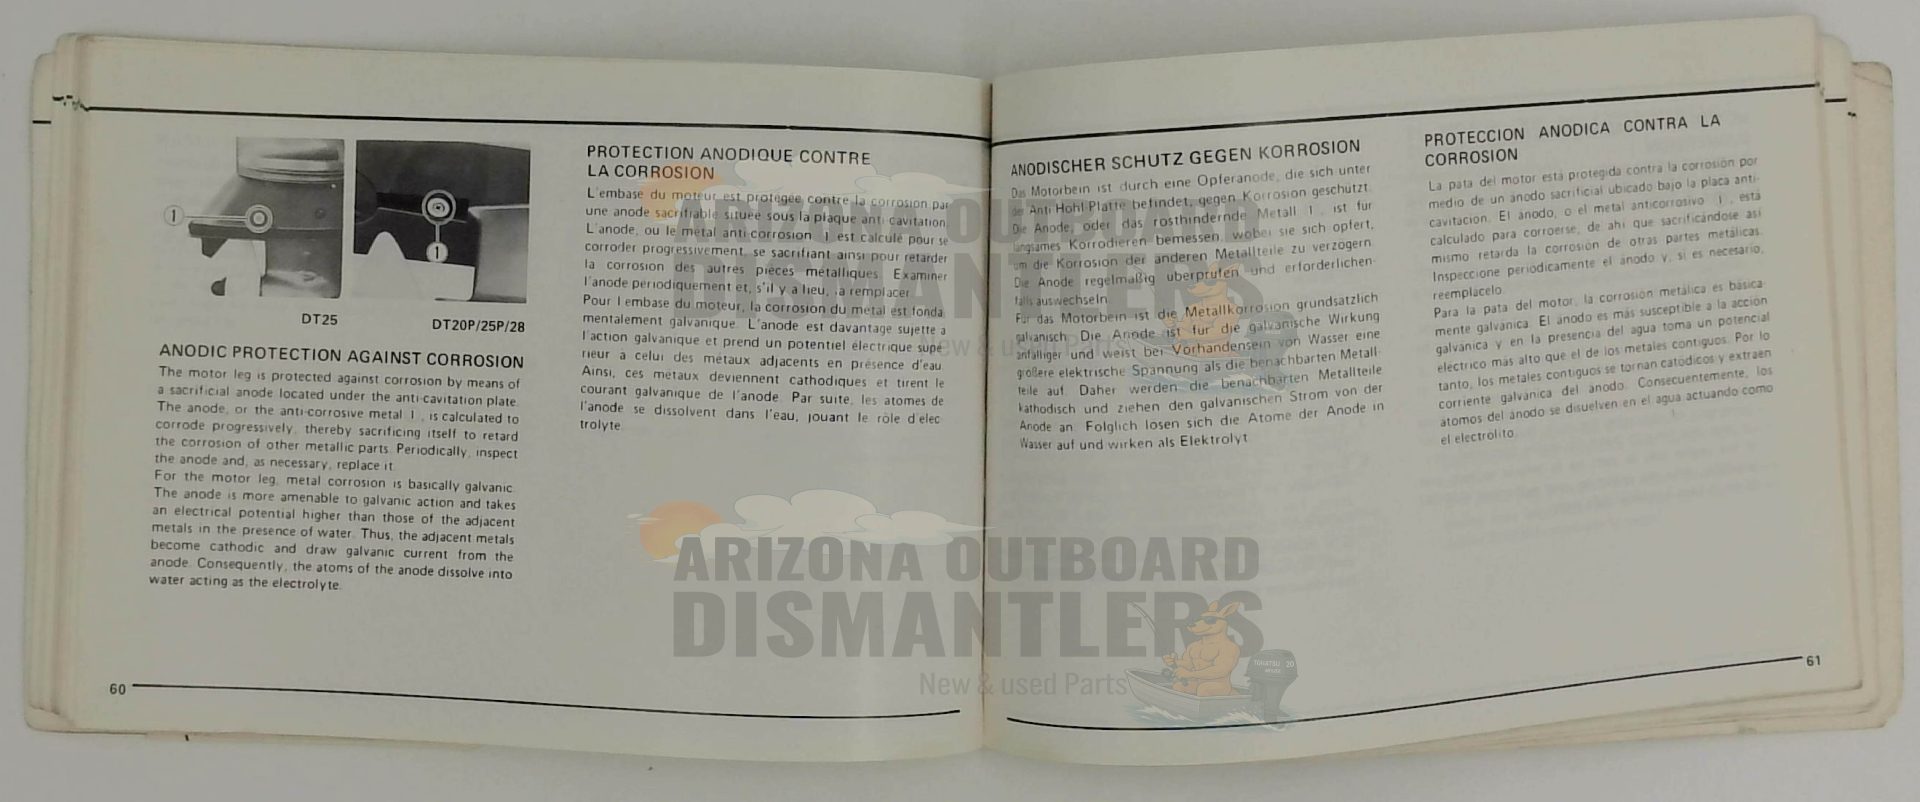 1
1
DT25
DT20P/25P/28
ANODIC PROTECTION AGAINST CORROSION
The motor leg is protected against corrosion by means of
a sacrificial anode located under the anti-cavitation plate.
The anode, or the anti-corrosive metal 1, is calculated to
corrode progressively, thereby sacrificing itself to retard
the corrosion of other metallic parts. Periodically, inspect
the anode and, as necessary, replace it.
For the motor leg, metal corrosion is basically galvanic.
The anode is more amenable to galvanic action and takes
an electrical potential higher than those of the adjacent
metals in the presence of water. Thus, the adjacent metals
become cathodic and draw galvanic current from the
anode. Consequently, the atoms of the anode dissolve into
water acting as the electrolyte.
60
PROTECTION ANODIQUE CONTRE
LA CORROSION
L'embase du moteur est protégée contre la corrosion par
une anode sacrifiable située sous la plaque anti-cavitation.
L'anode, ou le métal anti-corrosion 1 est calculé pour se
corroder progressivement, se sacrifiant ainsi pour retarder
la corrosion des autres pièces métalliques. Examiner
l'anode périodiquement et, s'il y a lieu, la remplacer.
Pour l'embase du moteur, la corrosion du métal est fonda
mentalement galvanique. L'anode est davantage sujette à
l'action galvanique et prend un potentiel électrique supé
rieur à celui des métaux adjacents en présence d'eau.
Ainsi, ces métaux deviennent cathodiques et tirent le
courant galvanique de l'anode. Par suite, les atomes de
l'anode se dissolvent dans l'eau, jouant le rôle d'élec
trolyte.
ANODISCHER SCHUTZ GEGEN KORROSION
Das Motorbein ist durch eine Opferanode, die sich unter
der Anti-Hohl-Platte befindet, gegen Korrosion geschützt.
Die Anode, oder das rosthindernde Metall 1, ist für
langsames Korrodieren bemessen, wobei sie sich opfert,
um die Korrosion der anderen Metallteile zu verzögern.
Die Anode regelmäßig überprüfen und erforderlichen-
falls auswechseln.
Für das Motorbein ist die Metallkorrosion grundsätzlich
galvanisch. Die Anode ist für die galvanische Wirkung
anfälliger und weist bei Vorhandensein von Wasser eine
größere elektrische Spannung als die benachbarten Metall-
teile auf. Daher werden die benachbarten Metallteile
kathodisch und ziehen den galvanischen Strom von der
Anode an. Folglich lösen sich die Atome der Anode in
Wasser auf und wirken als Elektrolyt.
PROTECCION ANODICA CONTRA LA
CORROSION
La pata del motor está protegida contra la corrosión por
medio de un ánodo sacrificial ubicado bajo la placa anti-
cavitación. El ánodo, o el metal anticorrosivo 1, está
calculado para corroerse, de ahí que sacrificándose así
mismo retarda la corrosión de otras partes metálicas.
Inspeccione periódicamente el ánodo y, si es necesario,
reemplácelo.
Para la pata del motor, la corrosión metálica es básica-
mente galvánica. El ánodo es más susceptible a la acción
galvánica y en la presencia del agua toma un potencial
eléctrico más alto que el de los metales contiguos. Por lo
tanto, los metales contiguos se tornan catódicos y extraen
corriente galvánica del ánodo. Consecuentemente, los
átomos del ánodo se disuelven en el agua actuando como
el electrolito.
61
ARIZONA OUTBOARD
DISMANTLERS
New & used Parts
ARIZONA OUTBOARD
DISMANTLERS
New & used Parts
TOHATSU 20